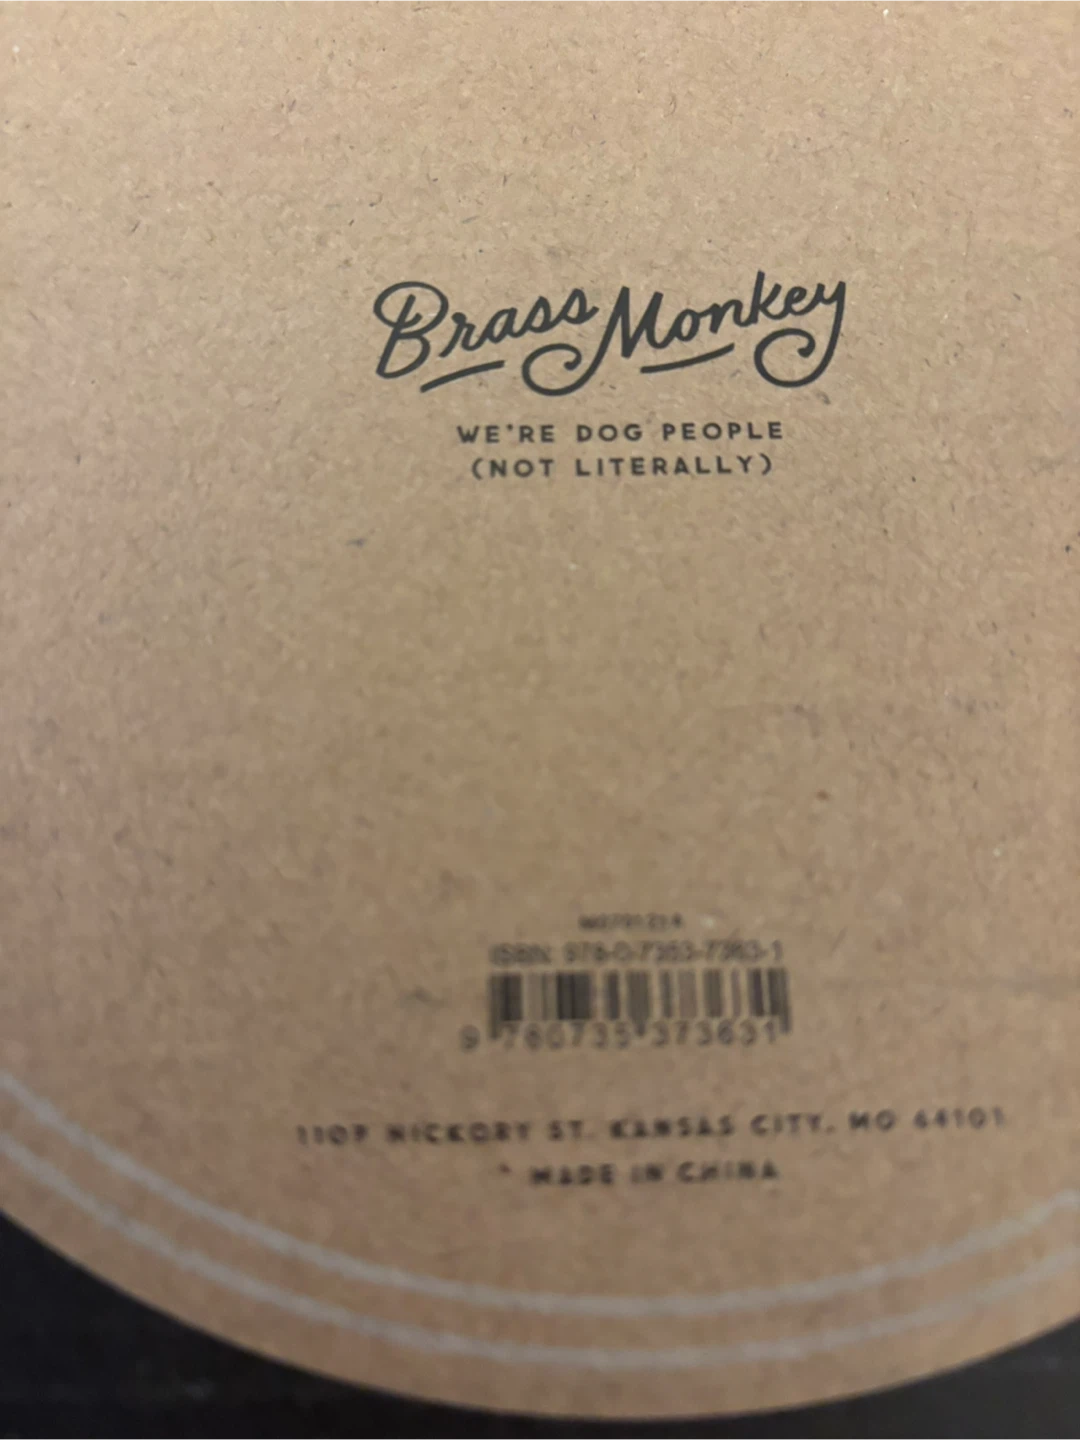 Brass Monkey
WE'RE DOG PEOPLE
(NOT LITERALLY)
ISBN: 978-0-7353-7363-1
9 780735 373631
1107 HICKORY ST. KANSAS CITY, MO 64101
MADE IN CHINA